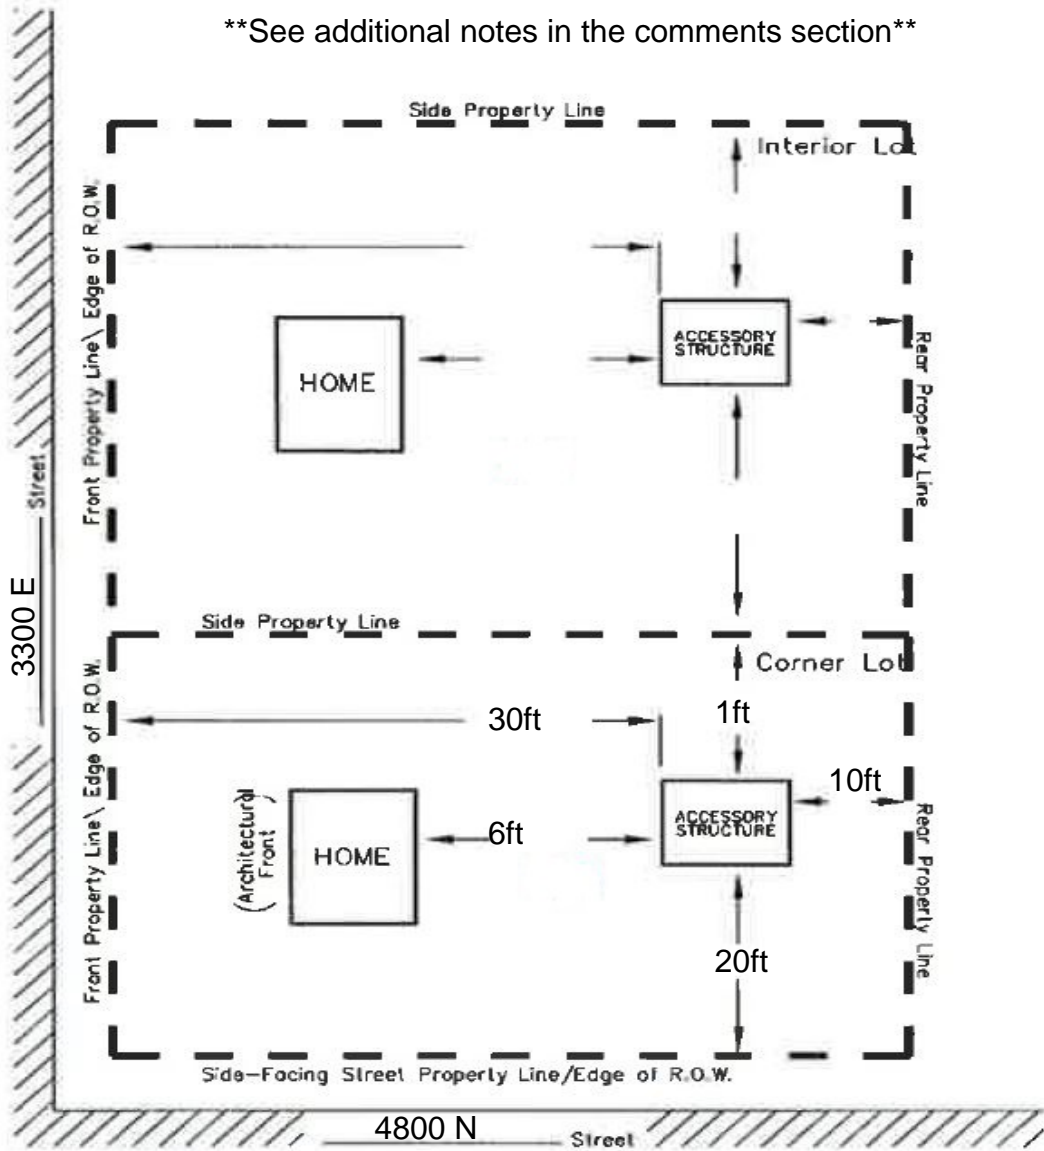 **See additional notes in the comments section**
Side Property Line
Interior Lot
Front Property Line\ Edge of R.O.W.
HOME
ACCESSORY
STRUCTURE
Rear Property Line
Street
3300 E
Side Property Line
Corner Lot
Front Property Line\ Edge of R.O.W.
30ft
1ft
10ft
(Architectural
Front)
HOME
6ft
ACCESSORY
STRUCTURE
Rear Property Line
20ft
Side-Facing Street Property Line/Edge of R.O.W.
4800 N
Street